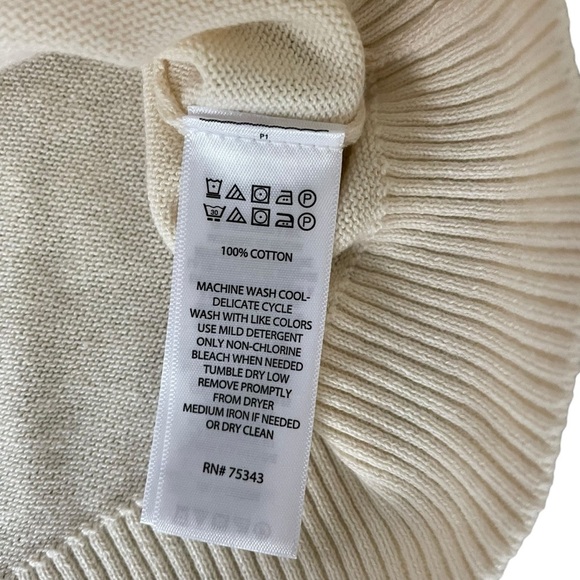 P1
P
30 P
100% COTTON
MACHINE WASH COOL-
DELICATE CYCLE
WASH WITH LIKE COLORS
USE MILD DETERGENT
ONLY NON-CHLORINE
BLEACH WHEN NEEDED
TUMBLE DRY LOW
REMOVE PROMPTLY
FROM DRYER
MEDIUM IRON IF NEEDED
OR DRY CLEAN
RN# 75343